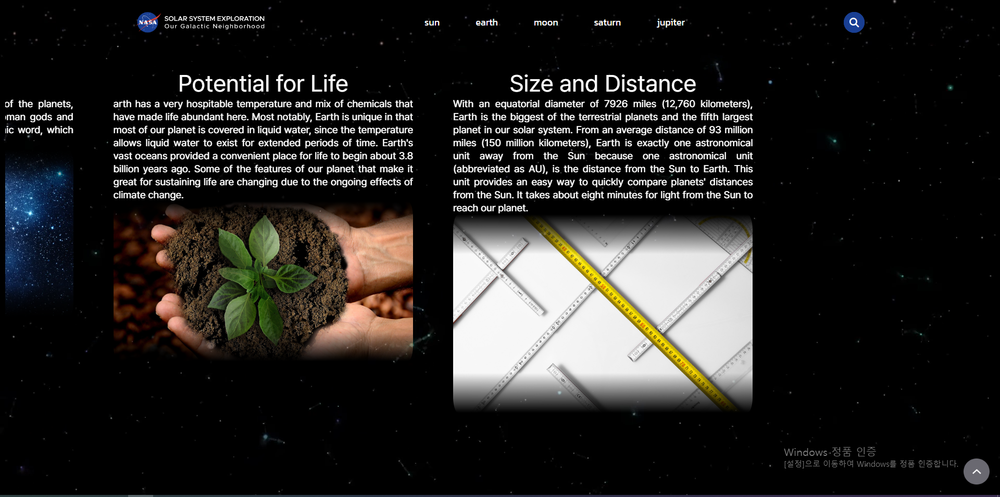 NASA
SOLAR SYSTEM EXPLORATION
Our Galactic Neighborhood
sun
earth
moon
saturn
jupiter
of the planets,
oman gods and
ic word, which
Potential for Life
arth has a very hospitable temperature and mix of chemicals that
have made life abundant here. Most notably, Earth is unique in that
most of our planet is covered in liquid water, since the temperature
allows liquid water to exist for extended periods of time. Earth's
vast oceans provided a convenient place for life to begin about 3.8
billion years ago. Some of the features of our planet that make it
great for sustaining life are changing due to the ongoing effects of
climate change.
Size and Distance
With an equatorial diameter of 7926 miles (12,760 kilometers),
Earth is the biggest of the terrestrial planets and the fifth largest
planet in our solar system. From an average distance of 93 million
miles (150 million kilometers), Earth is exactly one astronomical
unit away from the Sun because one astronomical unit
(abbreviated as AU), is the distance from the Sun to Earth. This
unit provides an easy way to quickly compare planets' distances
from the Sun. It takes about eight minutes for light from the Sun to
reach our planet.
Windows 정품 인증
[설정]으로 이동하여 Windows를 정품 인증합니다.